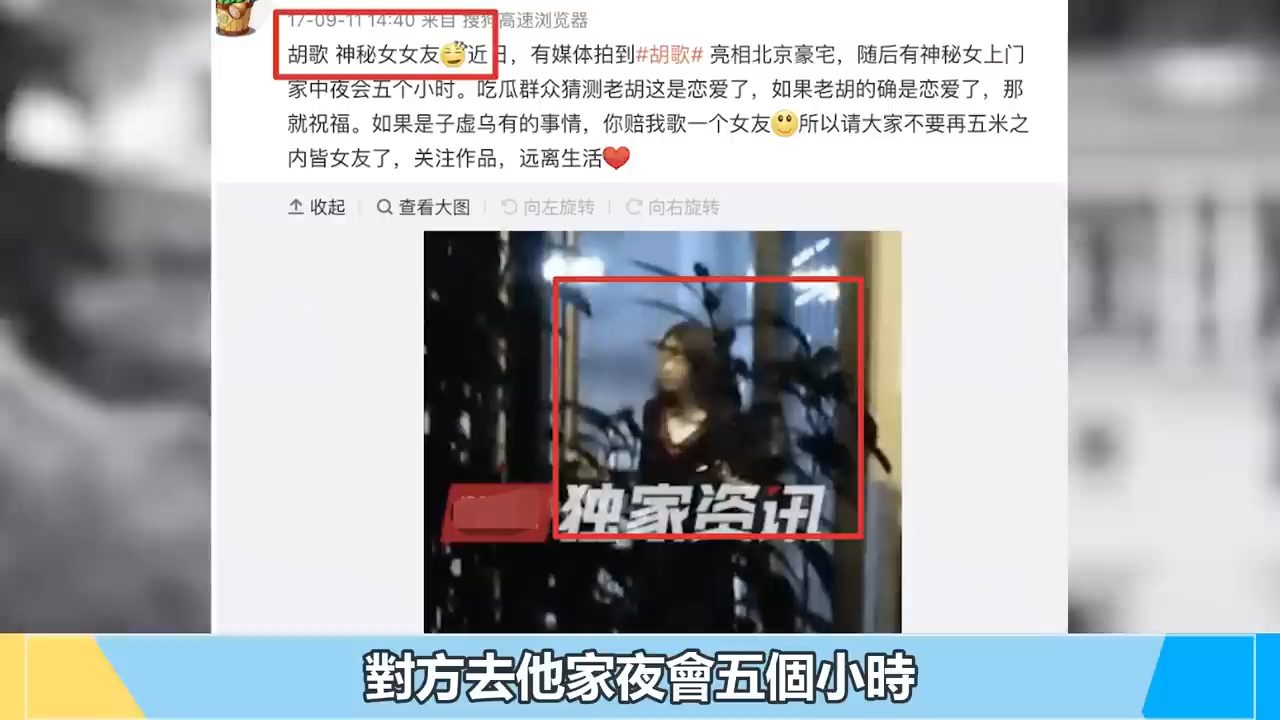 17-09-11 14:40 来自 搜狗高速浏览器
胡歌 神秘女女友 近日，有媒体拍到#胡歌# 亮相北京豪宅，随后有神秘女上门
家中夜会五个小时。吃瓜群众猜测老胡这是恋爱了，如果老胡的确是恋爱了，那
就祝福。如果是子虚乌有的事情，你赔我歌一个女友 所以请大家不要再五米之
内皆女友了，关注作品，远离生活
收起 查看大图 向左旋转 向右旋转
独家资讯
對方去他家夜會五個小時